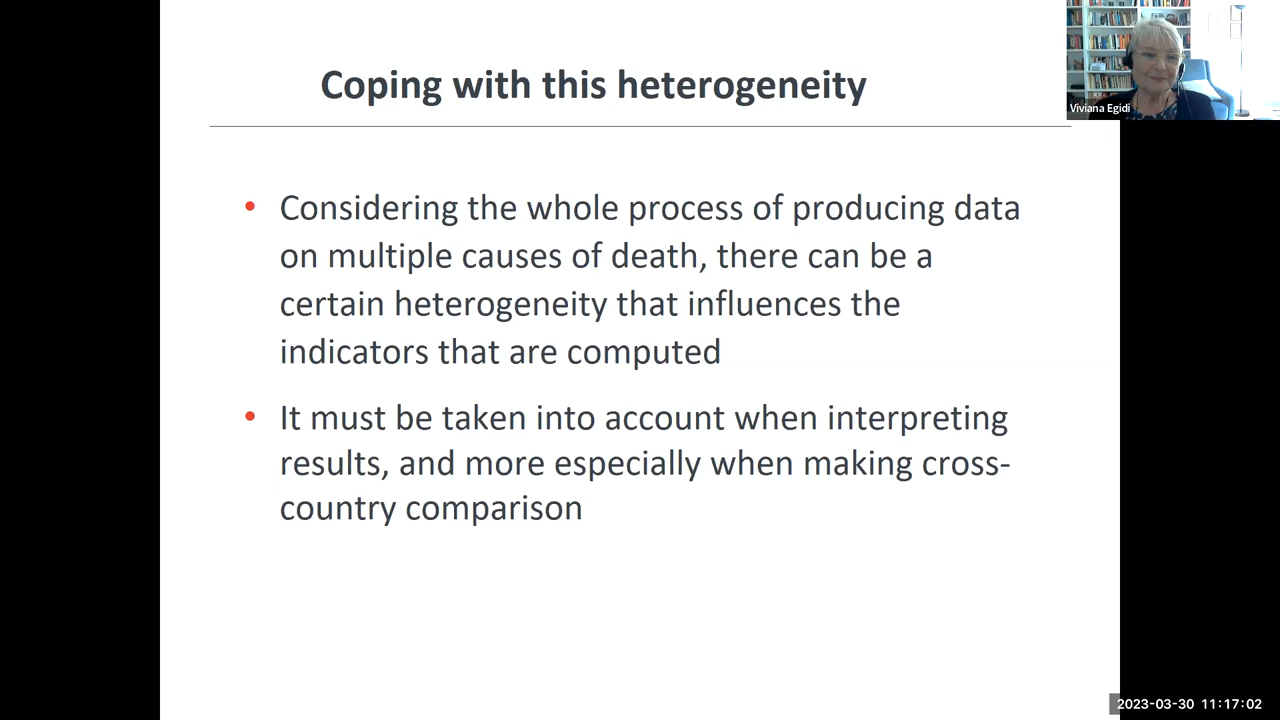 Coping with this heterogeneity
Viviana Egidi
• Considering the whole process of producing data
on multiple causes of death, there can be a
certain heterogeneity that influences the
indicators that are computed
• It must be taken into account when interpreting
results, and more especially when making cross-
country comparison
2023-03-30 11:17:02